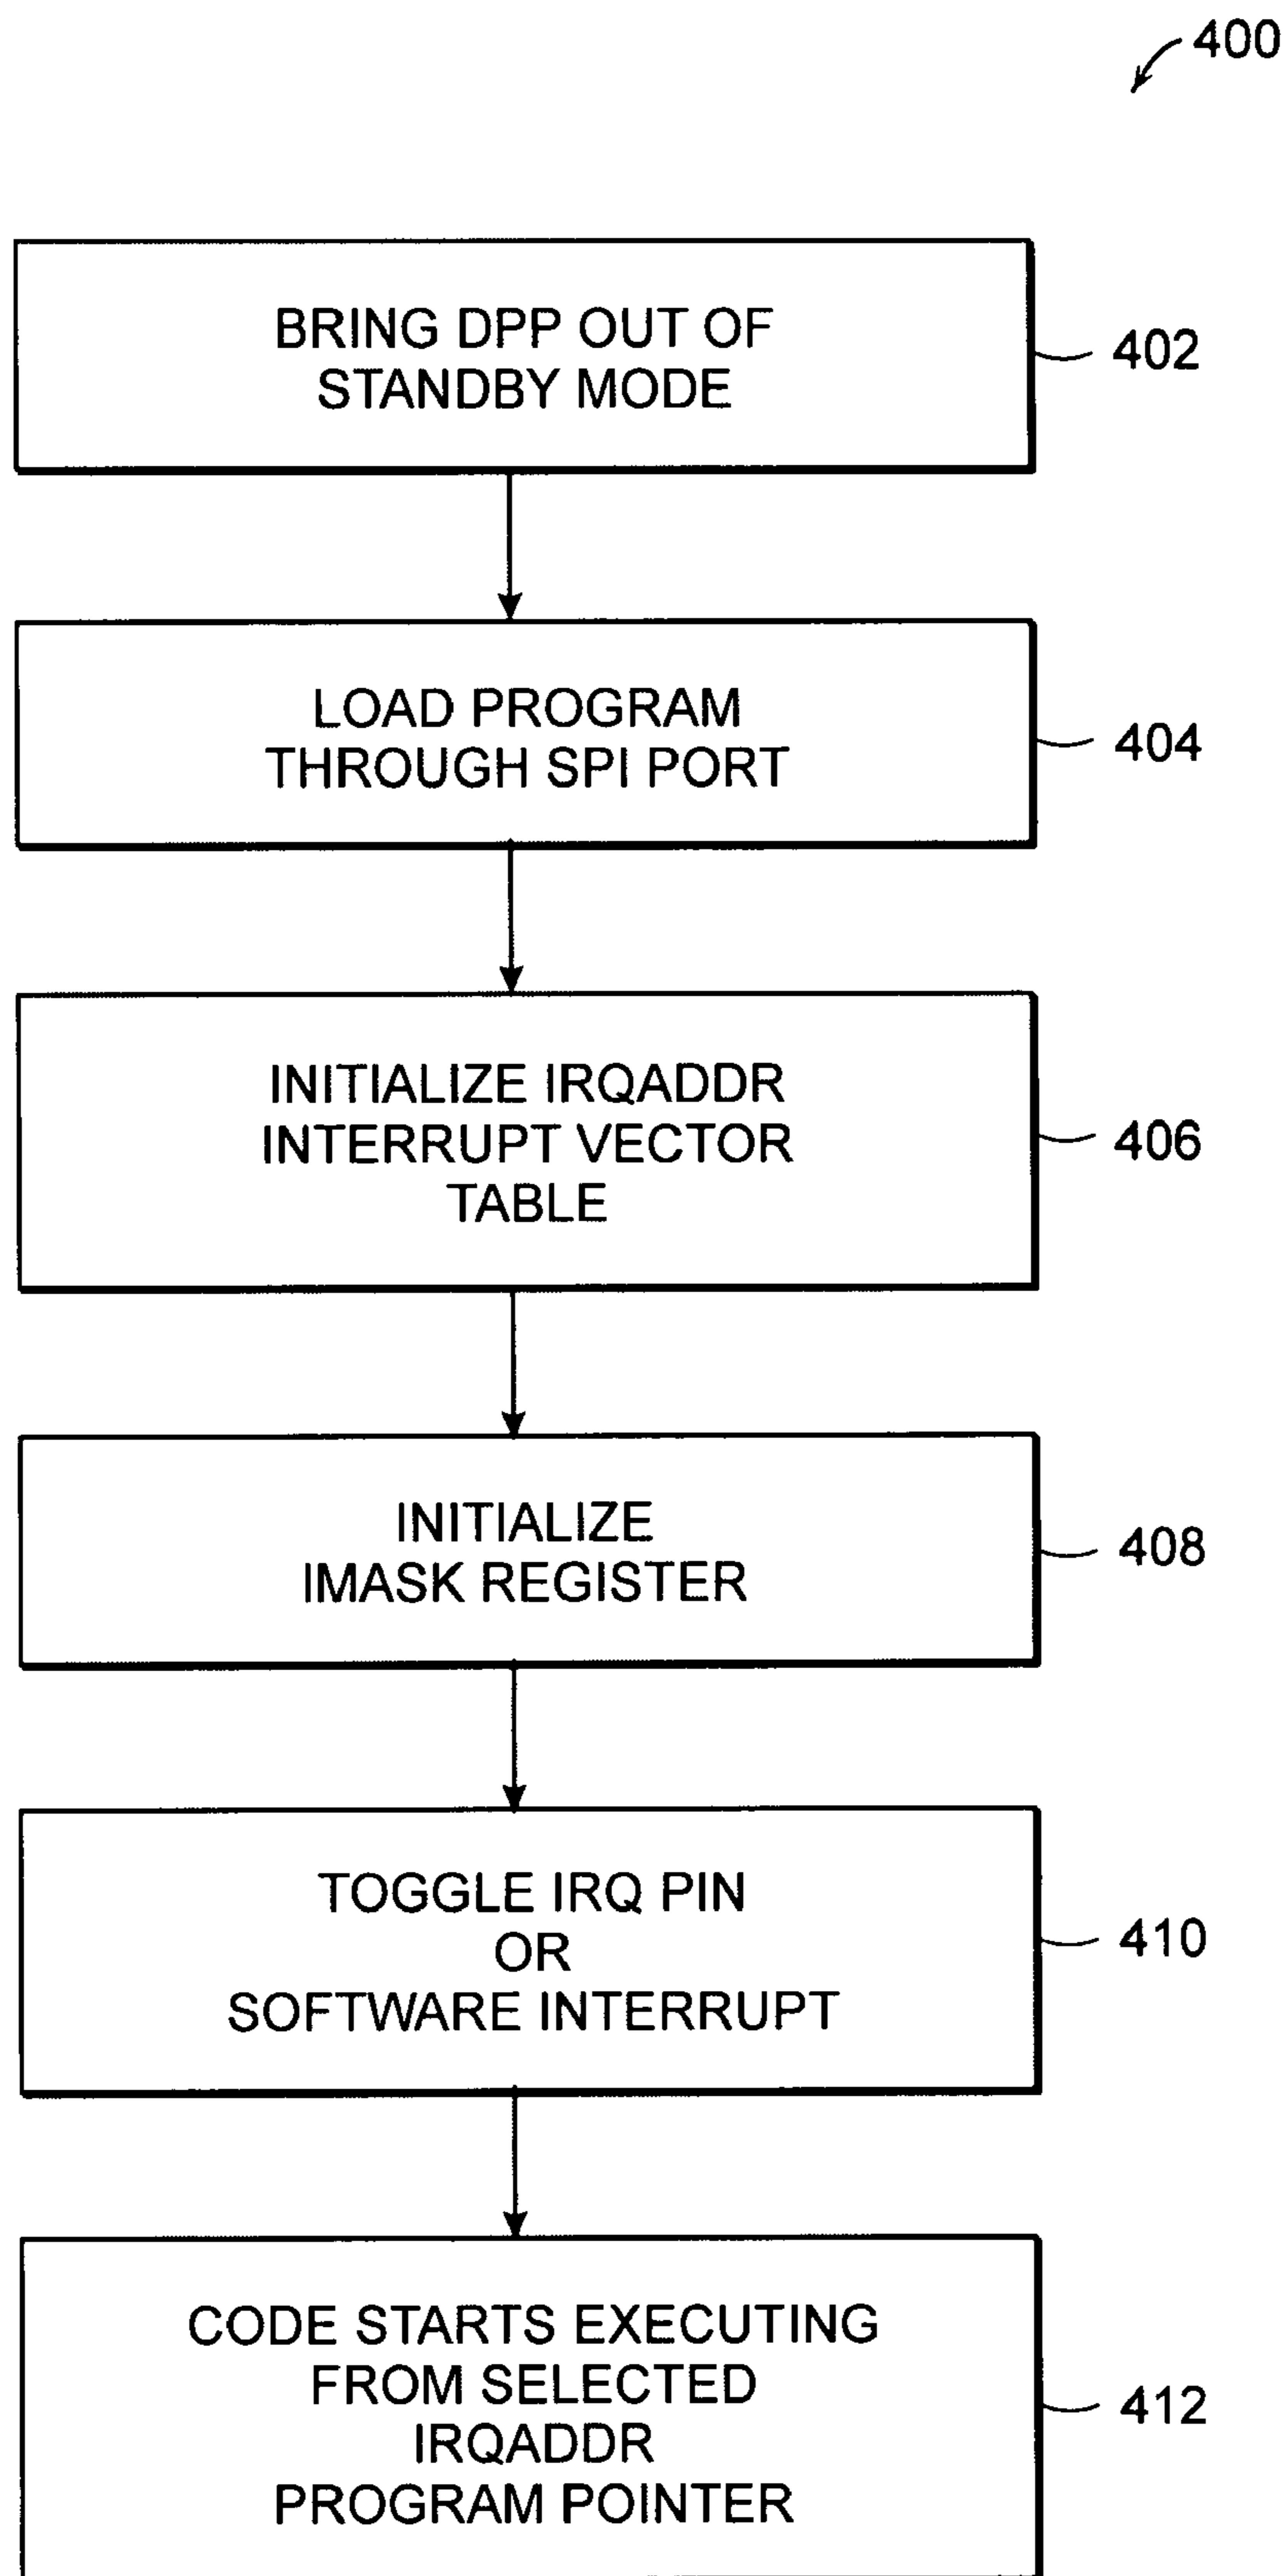 400
BRING DPP OUT OF
STANDBY MODE
402
LOAD PROGRAM
THROUGH SPI PORT
404
INITIALIZE IRQADDR
INTERRUPT VECTOR
TABLE
406
INITIALIZE
IMASK REGISTER
408
TOGGLE IRQ PIN
OR
SOFTWARE INTERRUPT
410
CODE STARTS EXECUTING
FROM SELECTED
IRQADDR
PROGRAM POINTER
412